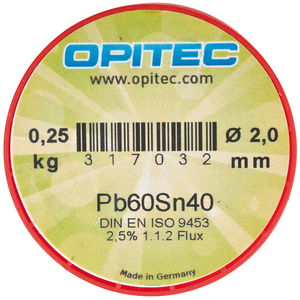 OPITEC
www.opitec.com
0,25 Ø 2,0
kg 317032 mm
Pb60Sn40
DIN EN ISO 9453
2,5% 1.1.2 Flux
Made in Germany